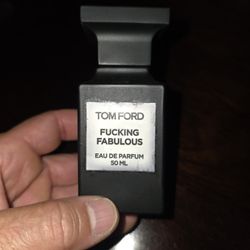 TOM FORD
FUCKING
FABULOUS
EAU DE PARFUM
50 ML